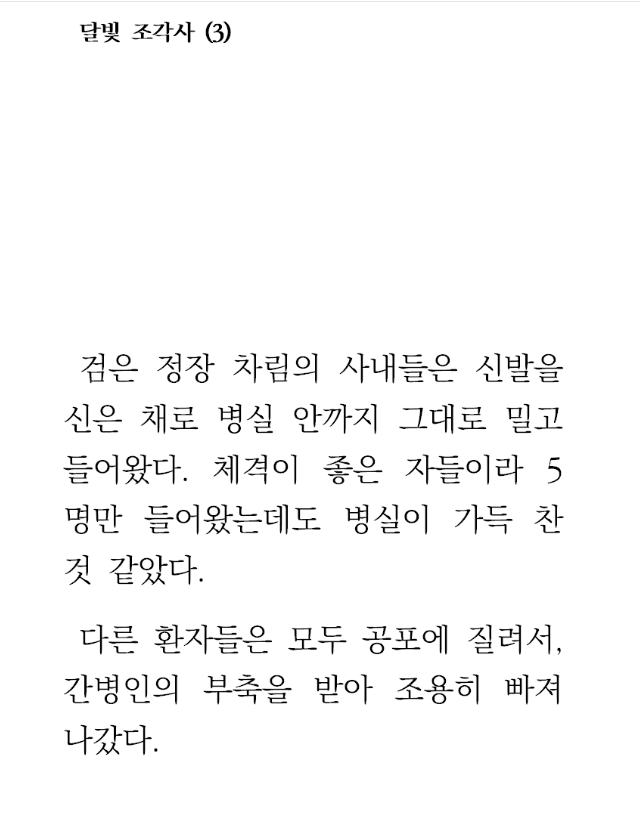 달빛 조각사 (3)
검은 정장 차림의 사내들은 신발을
신은 채로 병실 안까지 그대로 밀고
들어왔다. 체격이 좋은 자들이라 5
명만 들어왔는데도 병실이 가득 찬
것 같았다.
다른 환자들은 모두 공포에 질려서,
간병인의 부축을 받아 조용히 빠져
나갔다.